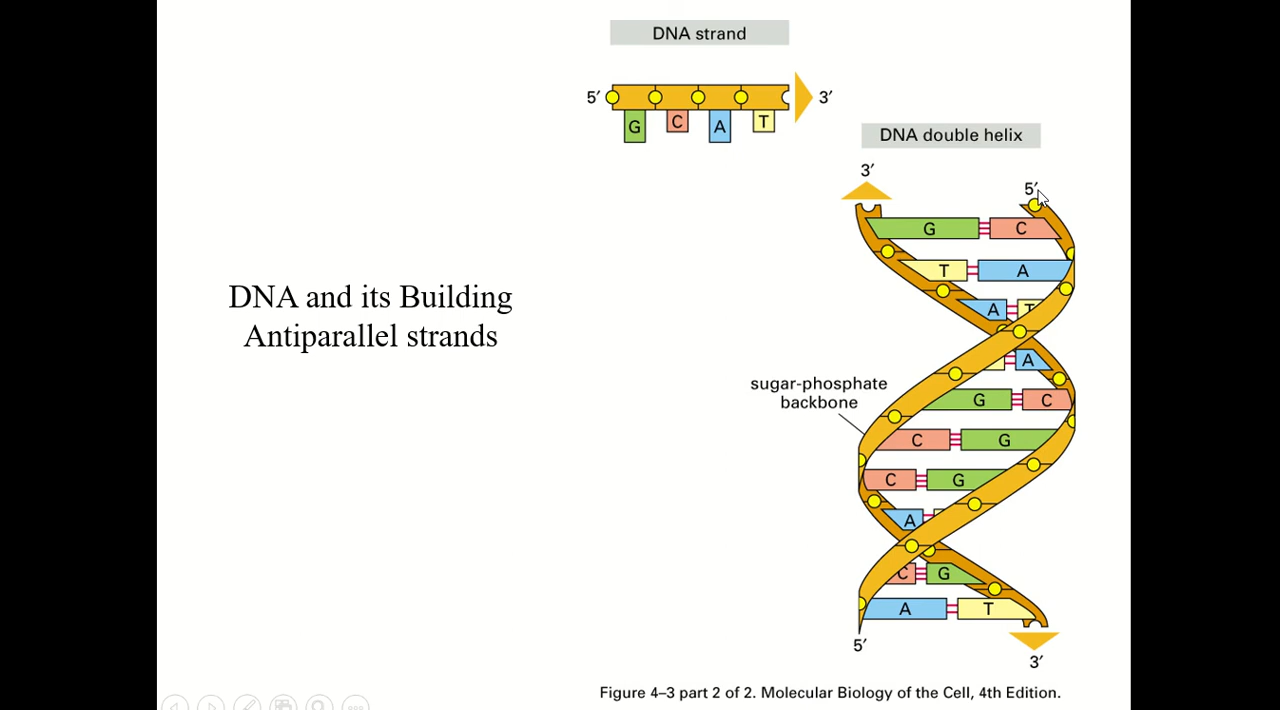 DNA strand
5′ 3′
G C A T
DNA double helix
3′
5′
G C
T A
A T
A
DNA and its Building
Antiparallel strands
sugar-phosphate
backbone
G C
C G
C G
A
C G
A T
5′
3′
Figure 4–3 part 2 of 2. Molecular Biology of the Cell, 4th Edition.